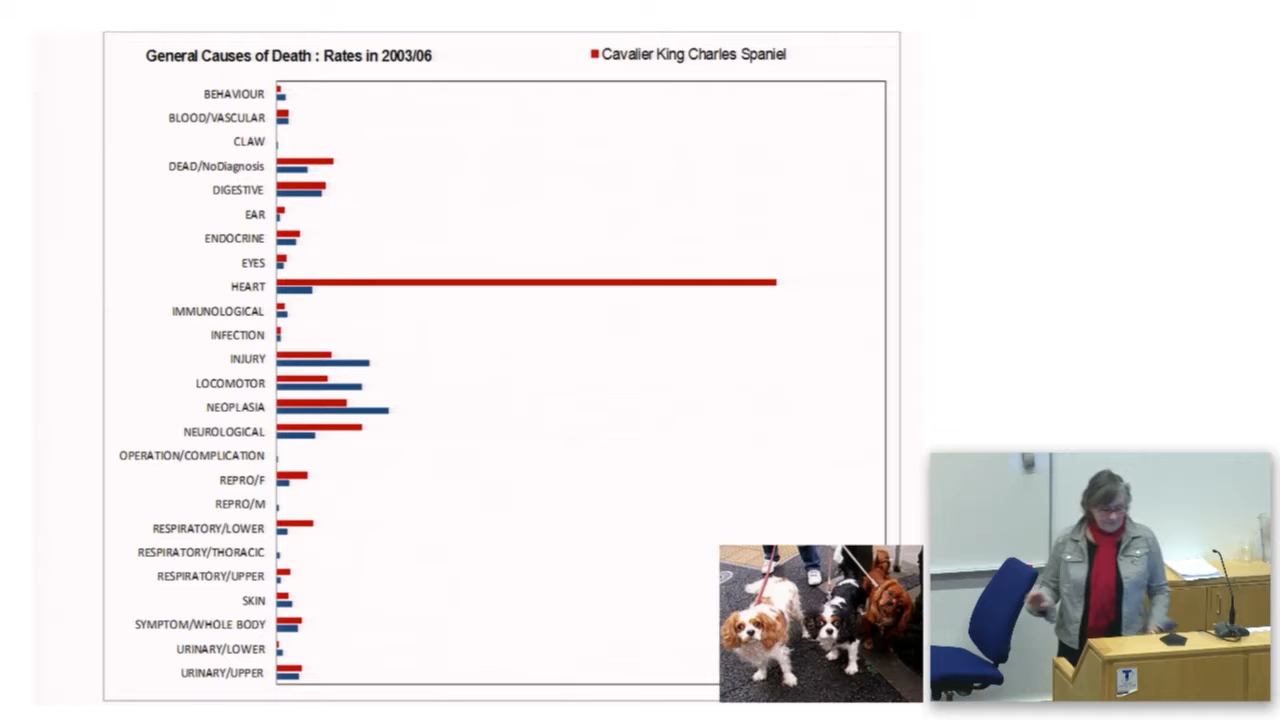 General Causes of Death : Rates in 2003/06
Cavalier King Charles Spaniel
BEHAVIOUR
BLOOD/VASCULAR
CLAW
DEAD/NoDiagnosis
DIGESTIVE
EAR
ENDOCRINE
EYES
HEART
IMMUNOLOGICAL
INFECTION
INJURY
LOCOMOTOR
NEOPLASIA
NEUROLOGICAL
OPERATION/COMPLICATION
REPRO/F
REPRO/M
RESPIRATORY/LOWER
RESPIRATORY/THORACIC
RESPIRATORY/UPPER
SKIN
SYMPTOM/WHOLE BODY
URINARY/LOWER
URINARY/UPPER